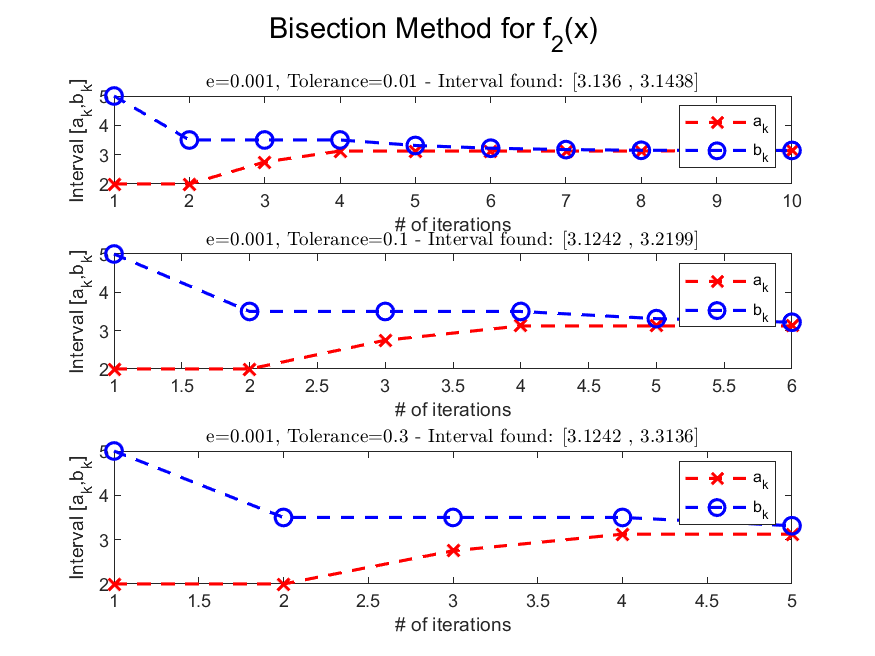 Bisection Method for f2(x)
e=0.001, Tolerance=0.01 - Interval found: [3.136 , 3.1438]
Interval [ak,bk]
5
4
3
2
ak
bk
1 2 3 4 5 6 7 8 9 10
# of iterations
e=0.001, Tolerance=0.1 - Interval found: [3.1242 , 3.2199]
Interval [ak,bk]
5
4
3
2
ak
bk
1 1.5 2 2.5 3 3.5 4 4.5 5 5.5 6
# of iterations
e=0.001, Tolerance=0.3 - Interval found: [3.1242 , 3.3136]
Interval [ak,bk]
5
4
3
2
ak
bk
1 1.5 2 2.5 3 3.5 4 4.5 5
# of iterations